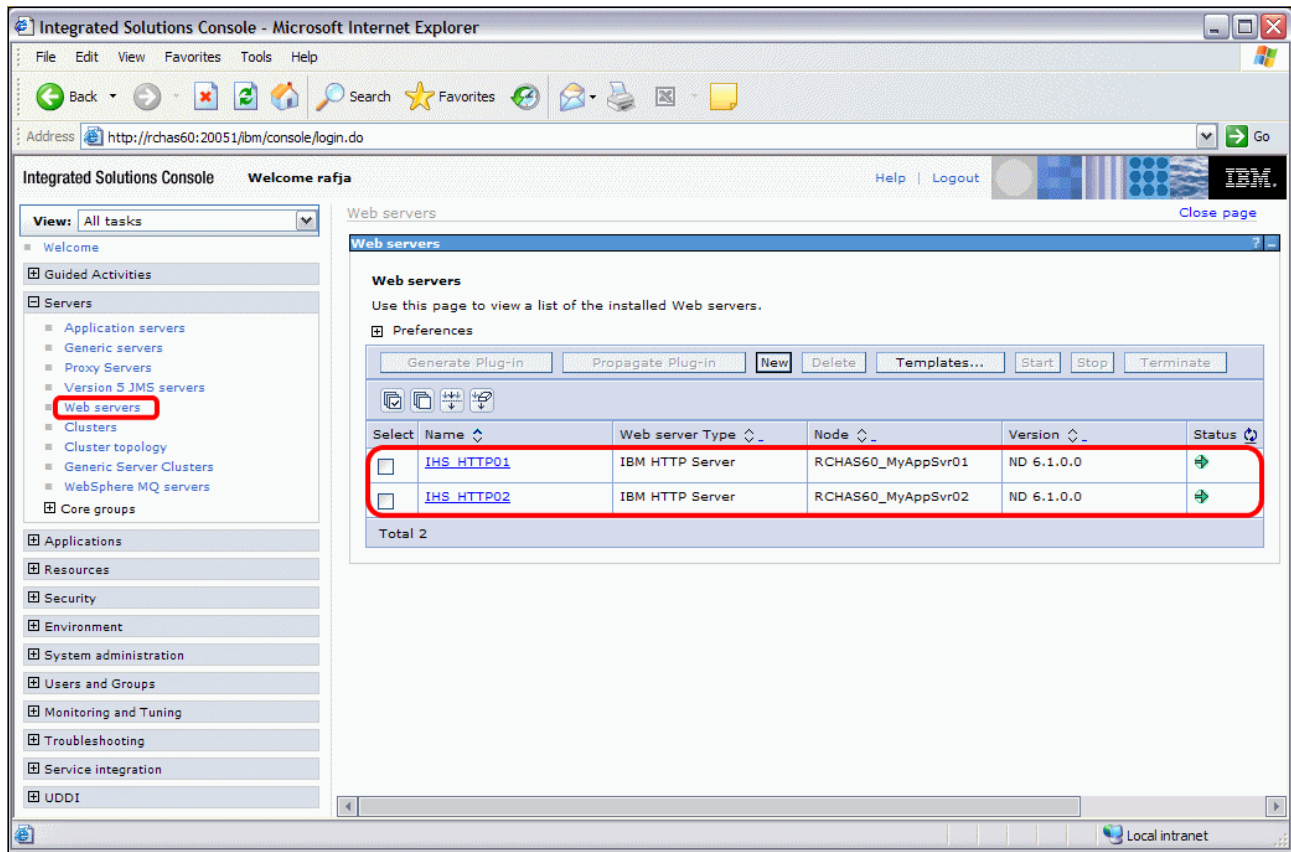 Integrated Solutions Console - Microsoft Internet Explorer
File Edit View Favorites Tools Help
Back Search Favorites
Address http://rchas60:20051/ibm/console/login.do Go
Integrated Solutions Console Welcome rafja Help | Logout IBM.
View: All tasks
Welcome
Guided Activities
Servers
Application servers
Generic servers
Proxy Servers
Version 5 JMS servers
Web servers
Clusters
Cluster topology
Generic Server Clusters
WebSphere MQ servers
Core groups
Applications
Resources
Security
Environment
System administration
Users and Groups
Monitoring and Tuning
Troubleshooting
Service integration
UDDI
Web servers Close page
Web servers ? -
Web servers
Use this page to view a list of the installed Web servers.
Preferences
Generate Plug-in Propagate Plug-in New Delete Templates... Start Stop Terminate
Select Name Web server Type Node Version Status
IHS_HTTP01 IBM HTTP Server RCHAS60_MyAppSvr01 ND 6.1.0.0
IHS_HTTP02 IBM HTTP Server RCHAS60_MyAppSvr02 ND 6.1.0.0
Total 2
Local intranet